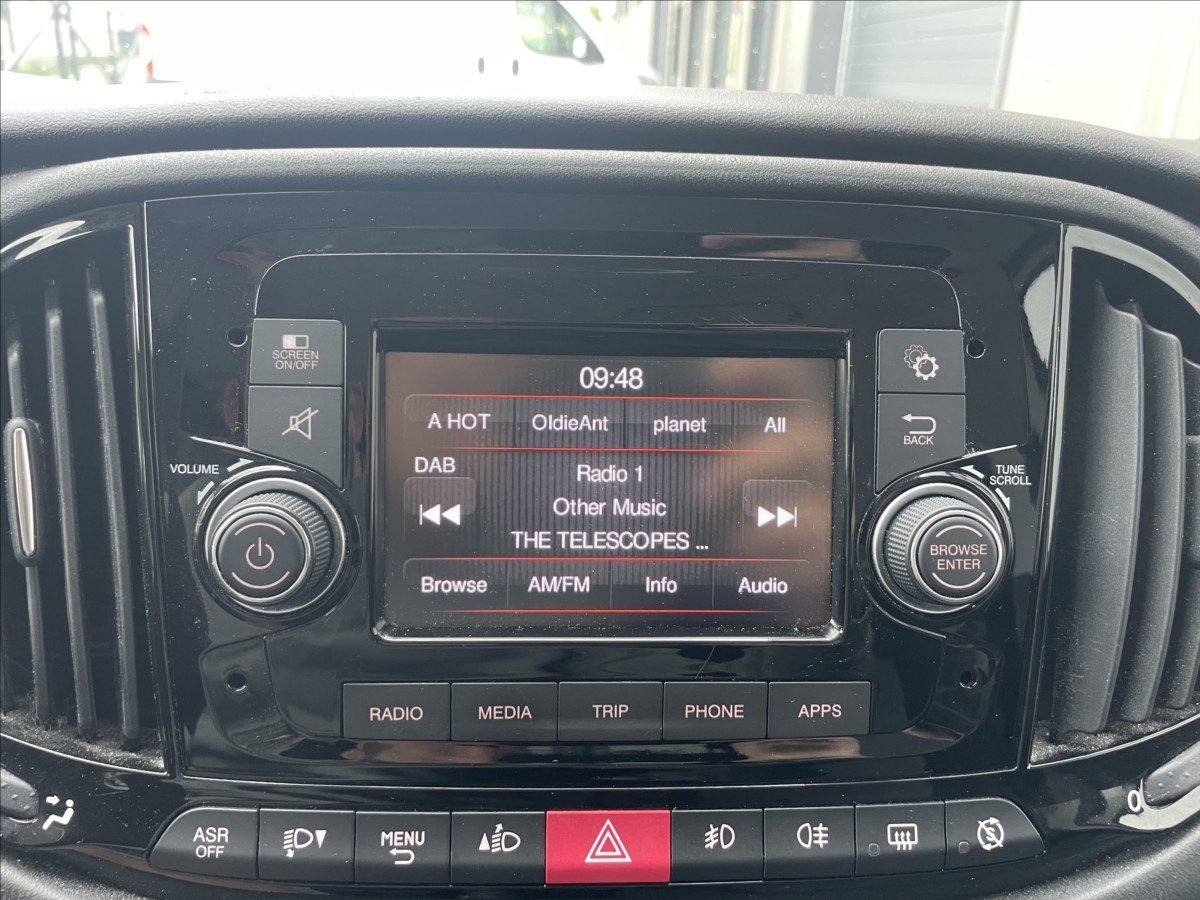 SCREEN
ON/OFF
09:48
A HOT OldieAnt planet All
BACK
VOLUME
DAB
Radio 1
TUNE
SCROLL
Other Music
THE TELESCOPES ...
BROWSE
ENTER
Browse AM/FM Info Audio
RADIO MEDIA TRIP PHONE APPS
ASR
OFF
MENU
0